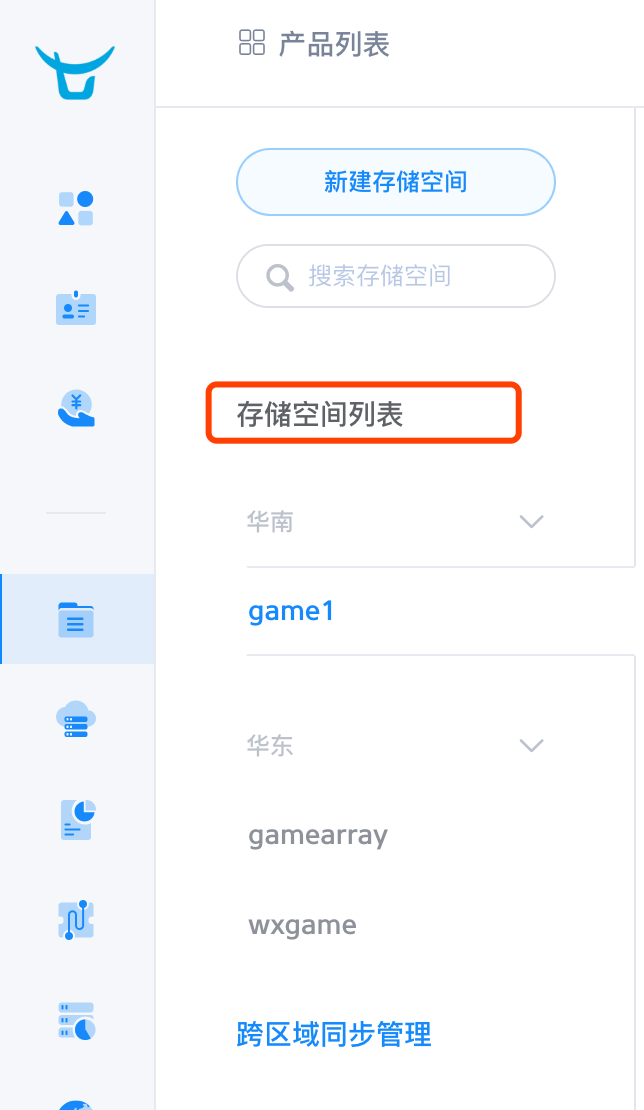 产品列表
新建存储空间
搜索存储空间
存储空间列表
华南
game1
华东
gamearray
wxgame
跨区域同步管理